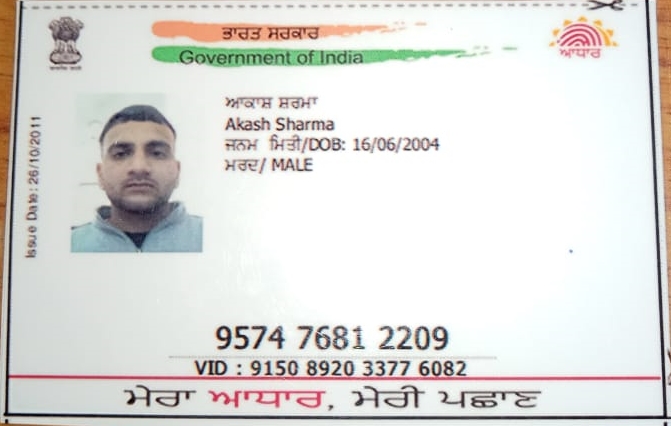 ਭਾਰਤ ਸਰਕਾਰ
Government of India
ਆਧਾਰ
Issue Date: 26/10/2011
ਆਕਾਸ਼ ਸ਼ਰਮਾ
Akash Sharma
ਜਨਮ ਮਿਤੀ/DOB: 16/06/2004
ਮਰਦ/ MALE
9574 7681 2209
VID : 9150 8920 3377 6082
ਮੇਰਾ ਆਧਾਰ, ਮੇਰੀ ਪਛਾਣ